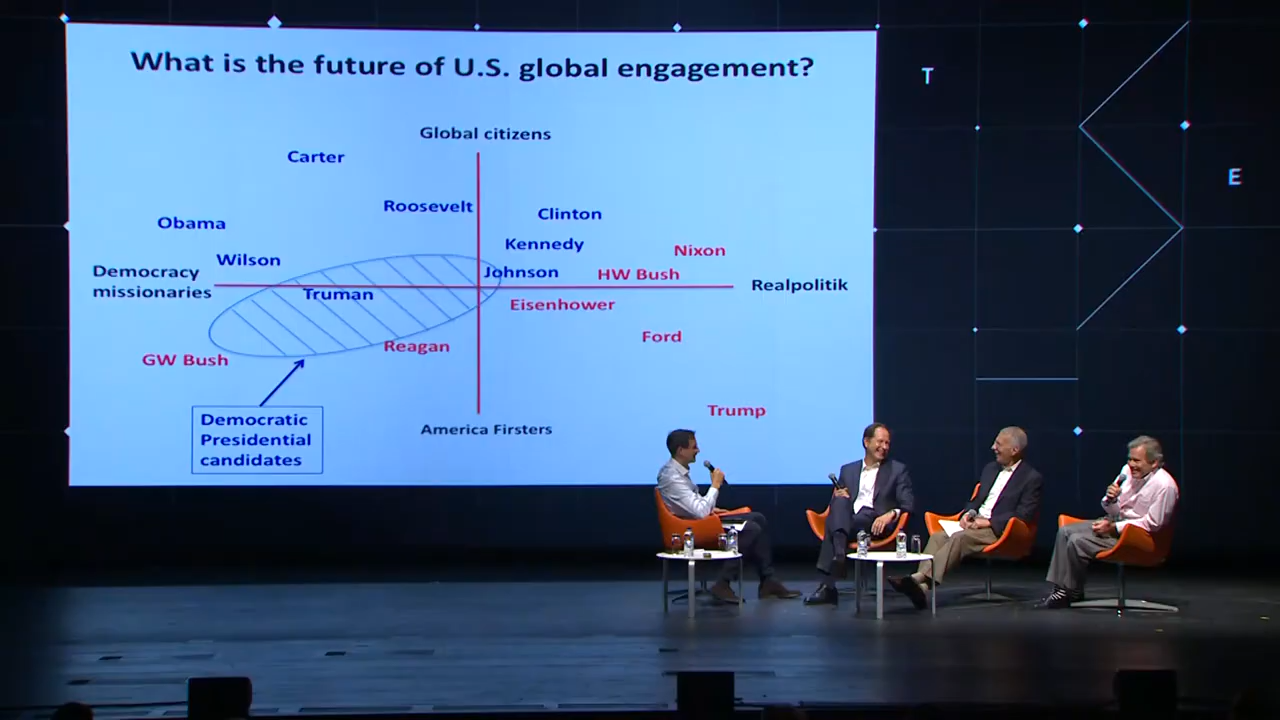 What is the future of U.S. global engagement?
T
Global citizens
Carter
E
Roosevelt
Clinton
Obama
Kennedy
Nixon
Wilson
Democracy
missionaries
Johnson
HW Bush
Realpolitik
Truman
Eisenhower
Ford
Reagan
GW Bush
Trump
Democratic
Presidential
candidates
America Firsters